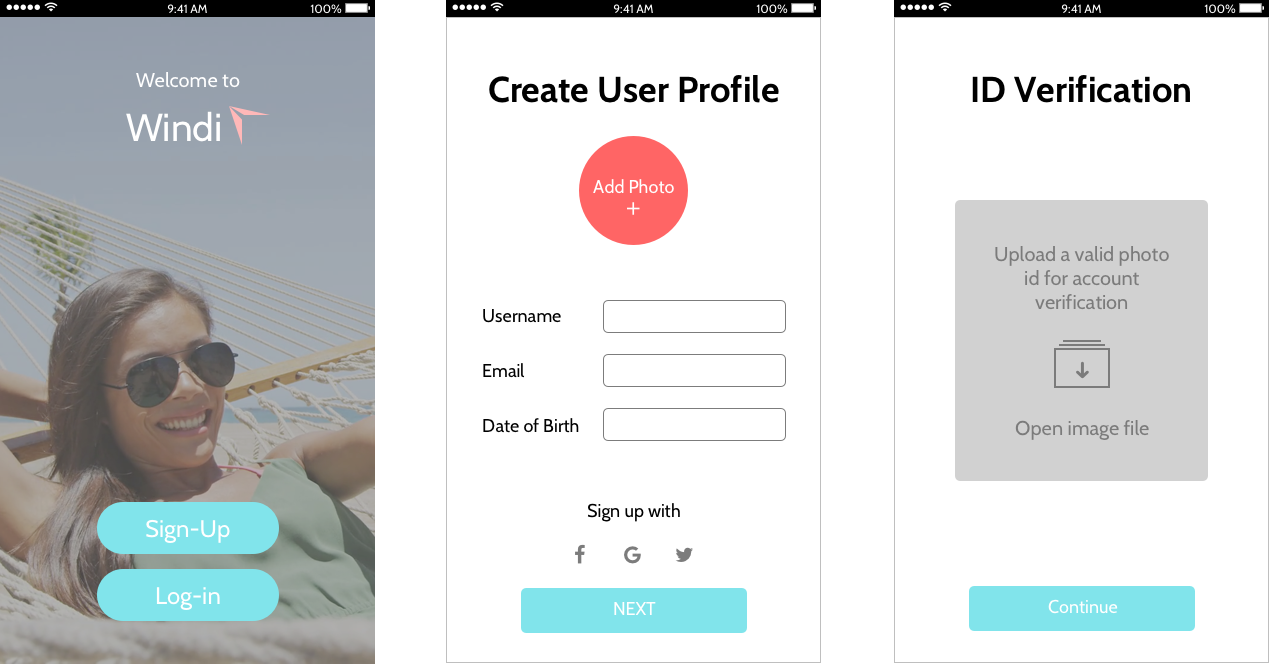 9:41 AM
100%
Welcome to
Windi
Sign-Up
Log-in
9:41 AM
100%
Create User Profile
Add Photo
+
Username
Email
Date of Birth
Sign up with
f G
NEXT
9:41 AM
100%
ID Verification
Upload a valid photo
id for account
verification
Open image file
Continue